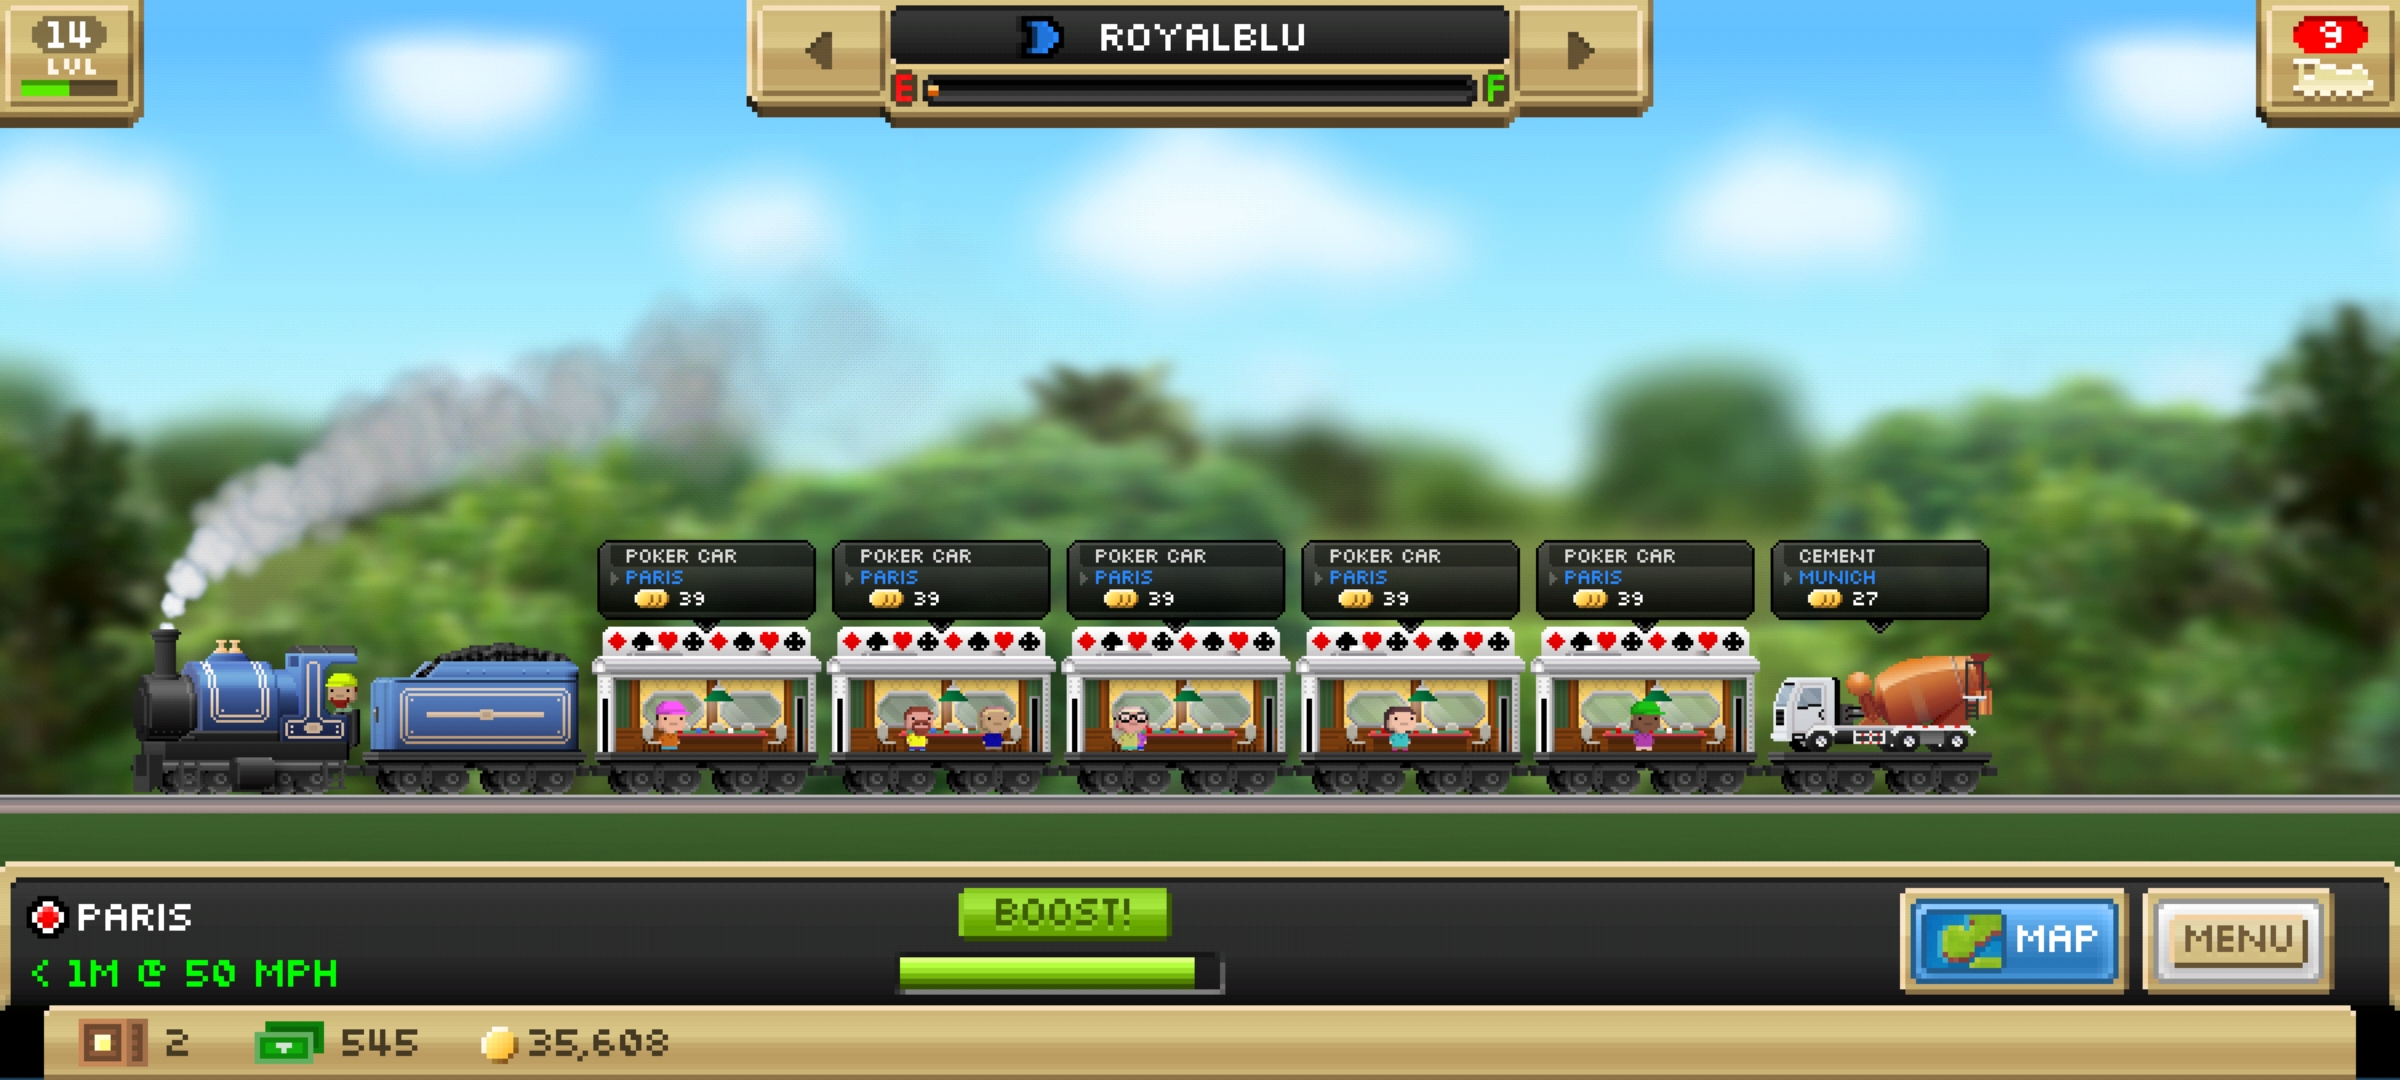 14
LVL
ROYALBLU
E F
9
POKER CAR
PARIS
39
POKER CAR
PARIS
39
POKER CAR
PARIS
39
POKER CAR
PARIS
39
POKER CAR
PARIS
39
CEMENT
MUNICH
27
PARIS
< 1M @ 50 MPH
BOOST!
MAP
MENU
2
545
35,608